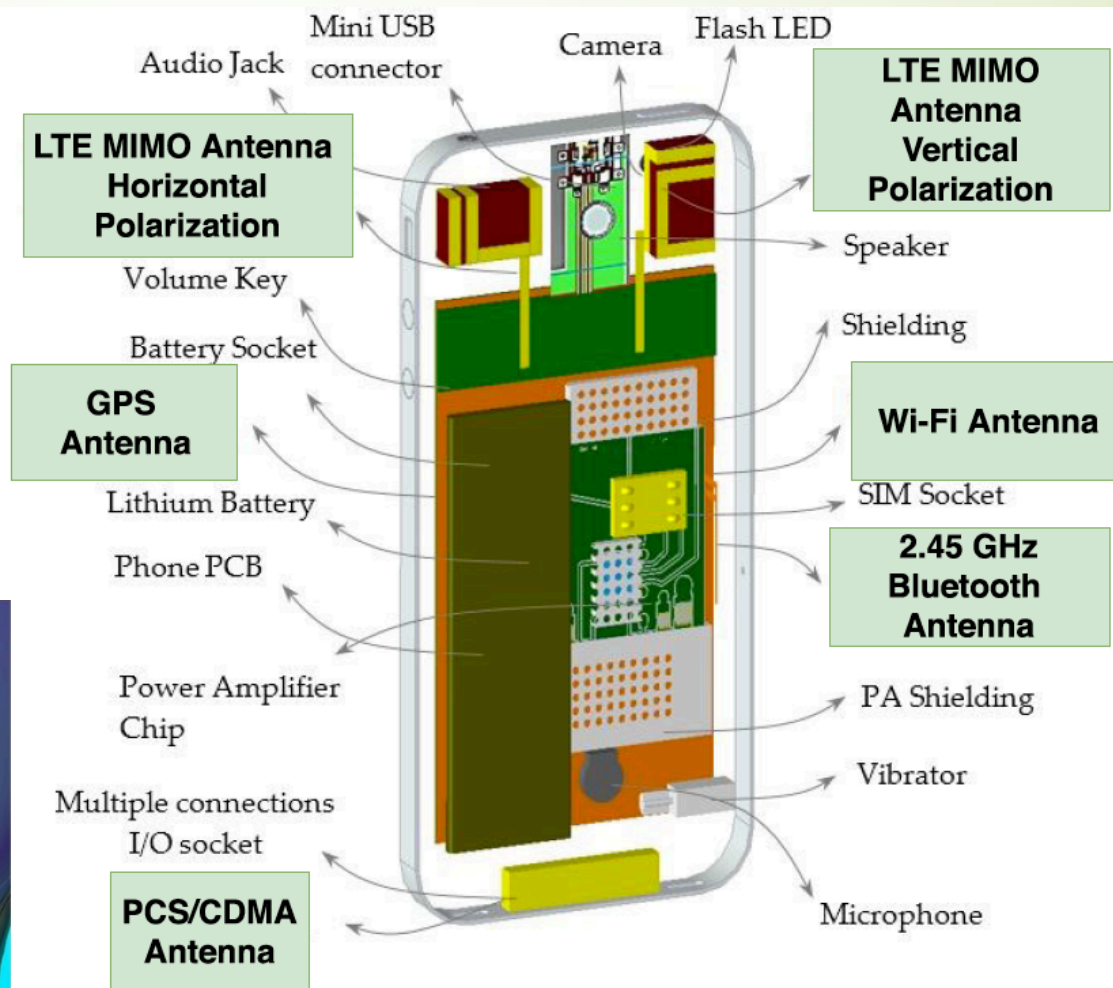 Mini USB
connector
Camera
Flash LED
Audio Jack
LTE MIMO Antenna
Horizontal
Polarization
LTE MIMO
Antenna
Vertical
Polarization
Speaker
Volume Key
Battery Socket
Shielding
GPS
Antenna
Wi-Fi Antenna
Lithium Battery
SIM Socket
Phone PCB
2.45 GHz
Bluetooth
Antenna
Power Amplifier
Chip
PA Shielding
Vibrator
Multiple connections
I/O socket
PCS/CDMA
Antenna
Microphone